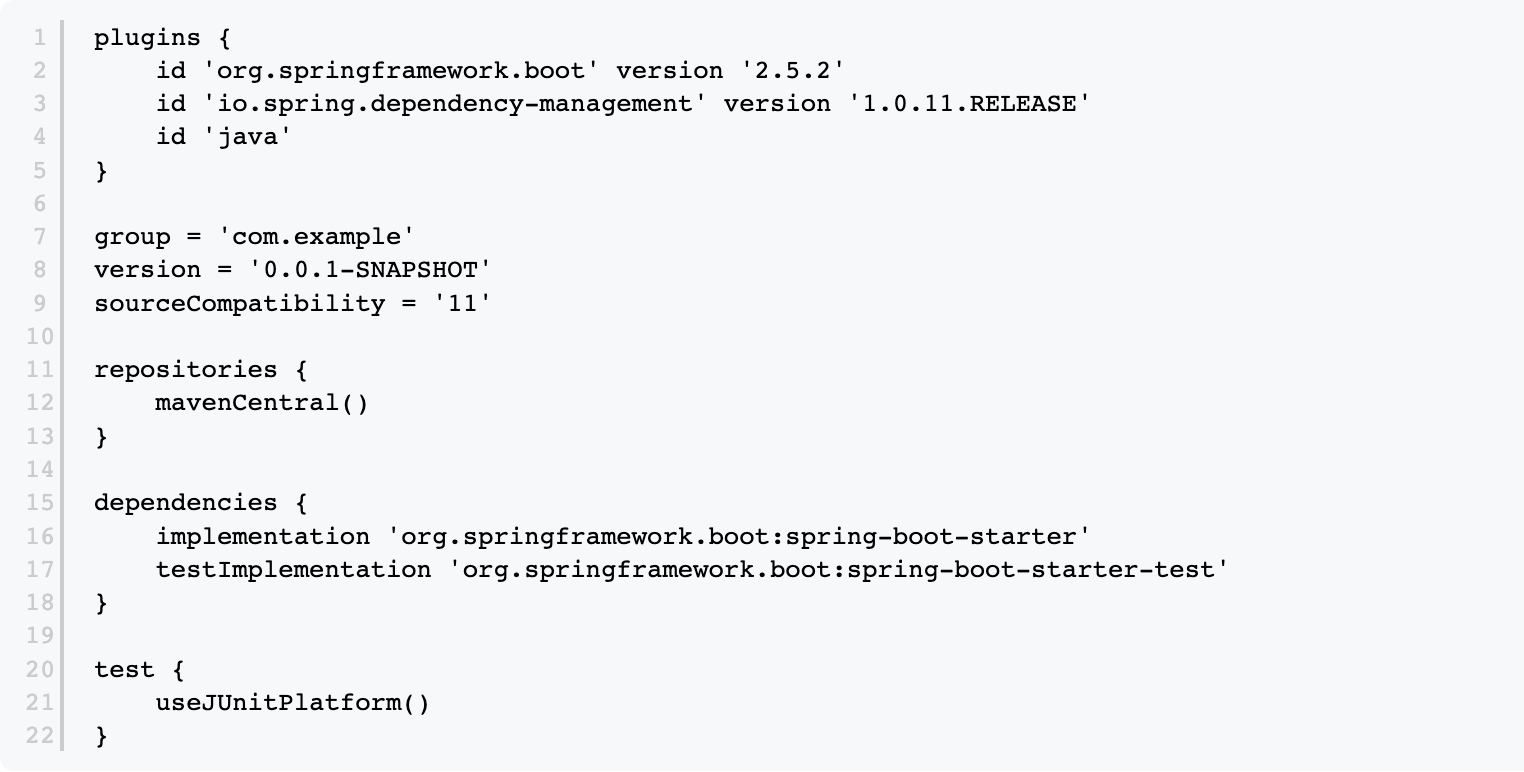 1 plugins {
2     id 'org.springframework.boot' version '2.5.2'
3     id 'io.spring.dependency-management' version '1.0.11.RELEASE'
4     id 'java'
5 }
6
7 group = 'com.example'
8 version = '0.0.1-SNAPSHOT'
9 sourceCompatibility = '11'
10
11 repositories {
12     mavenCentral()
13 }
14
15 dependencies {
16     implementation 'org.springframework.boot:spring-boot-starter'
17     testImplementation 'org.springframework.boot:spring-boot-starter-test'
18 }
19
20 test {
21     useJUnitPlatform()
22 }